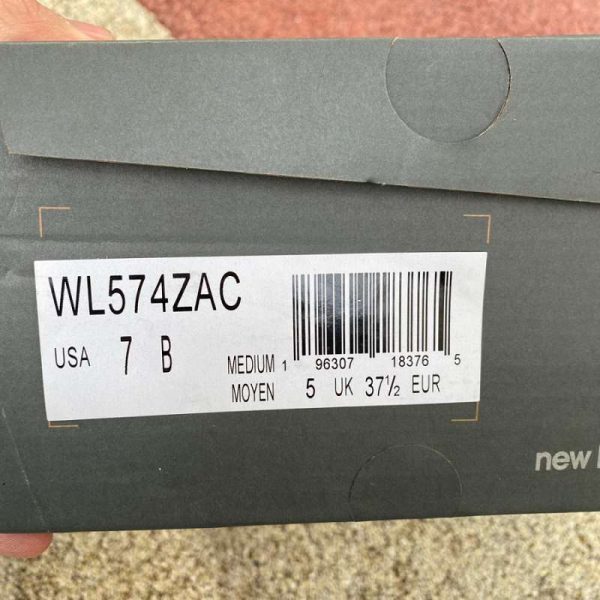 WL574ZAC
USA 7 B MEDIUM
MOYEN
1 96307 18376 5
5 UK 37½ EUR
new